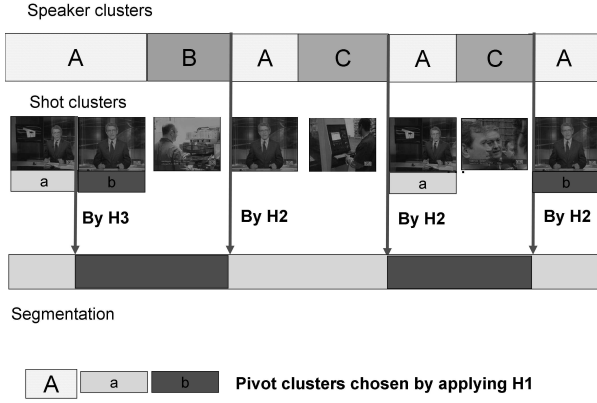 Speaker clusters
A B A C A C A
Shot clusters
a b a b
By H3 By H2 By H2 By H2
Segmentation
A a b Pivot clusters chosen by applying H1